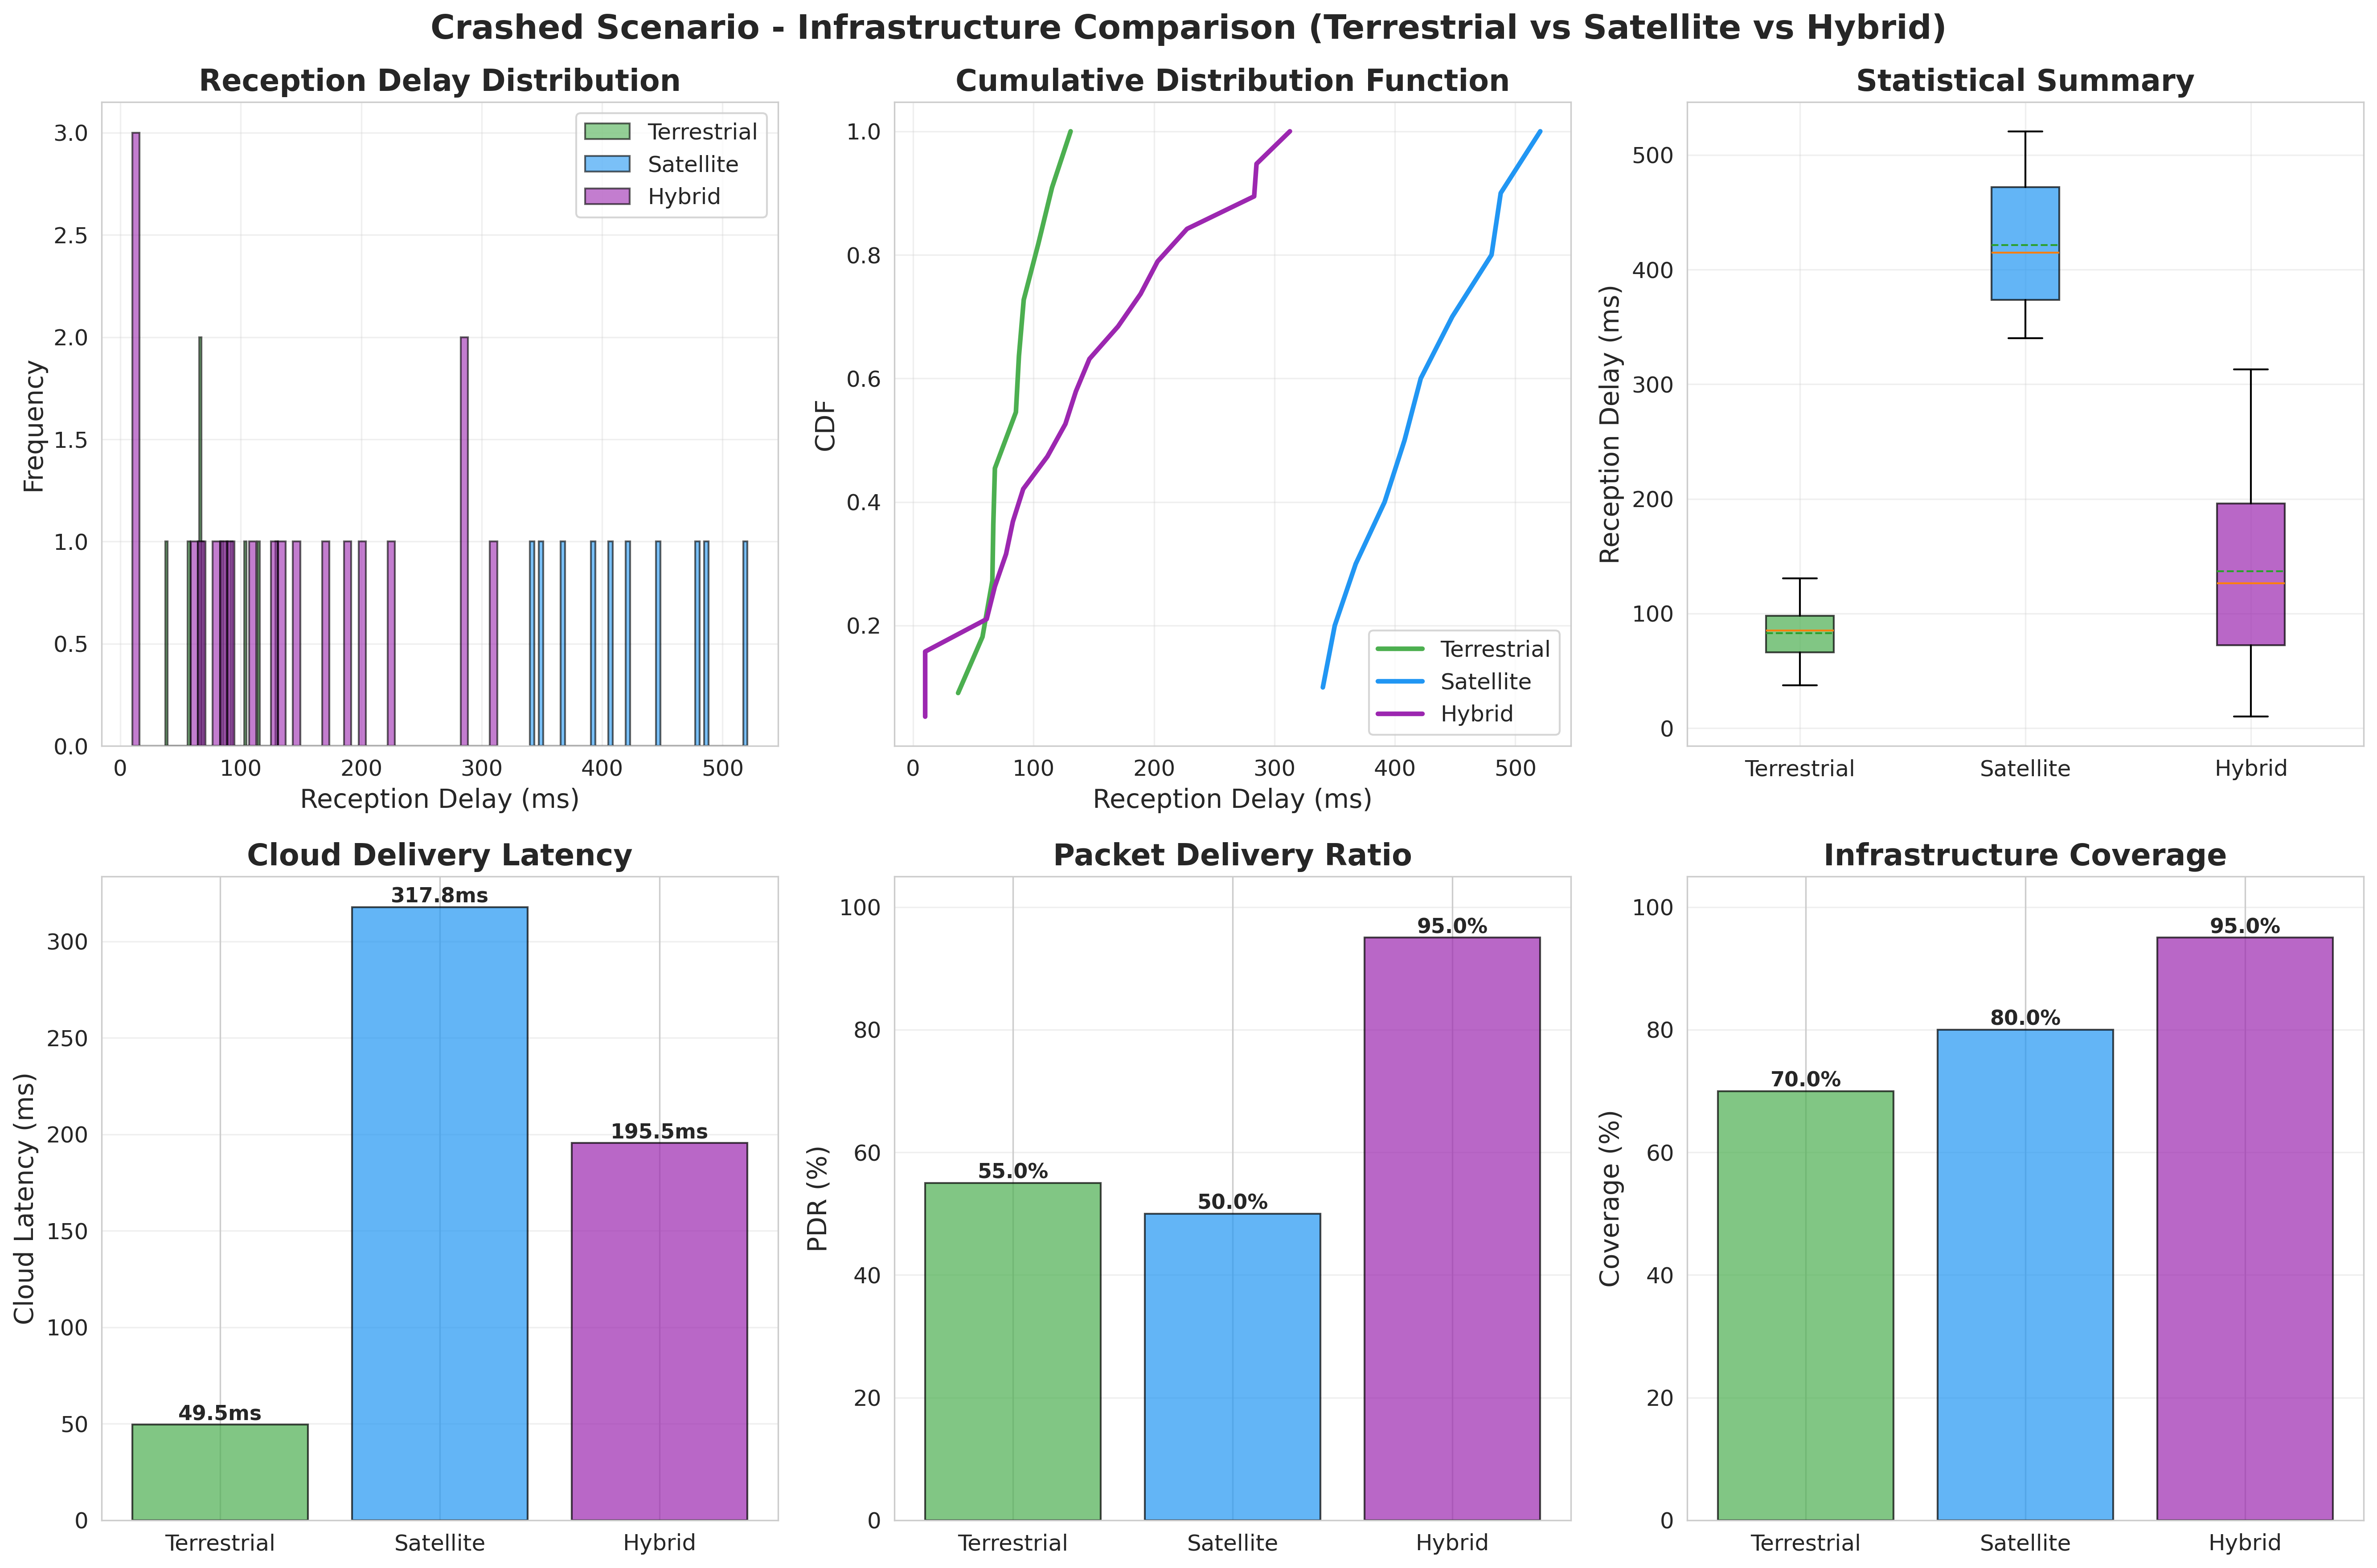 Crashed Scenario - Infrastructure Comparison (Terrestrial vs Satellite vs Hybrid)
Reception Delay Distribution
Frequency
3.0
2.5
2.0
1.5
1.0
0.5
0.0
0 100 200 300 400 500
Reception Delay (ms)
Terrestrial
Satellite
Hybrid
Cumulative Distribution Function
CDF
1.0
0.8
0.6
0.4
0.2
0 100 200 300 400 500
Reception Delay (ms)
Terrestrial
Satellite
Hybrid
Statistical Summary
Reception Delay (ms)
500
400
300
200
100
0
Terrestrial Satellite Hybrid
Cloud Delivery Latency
Cloud Latency (ms)
300
250
200
150
100
50
0
49.5ms
317.8ms
195.5ms
Terrestrial Satellite Hybrid
Packet Delivery Ratio
PDR (%)
100
80
60
40
20
0
55.0%
50.0%
95.0%
Terrestrial Satellite Hybrid
Infrastructure Coverage
Coverage (%)
100
80
60
40
20
0
70.0%
80.0%
95.0%
Terrestrial Satellite Hybrid